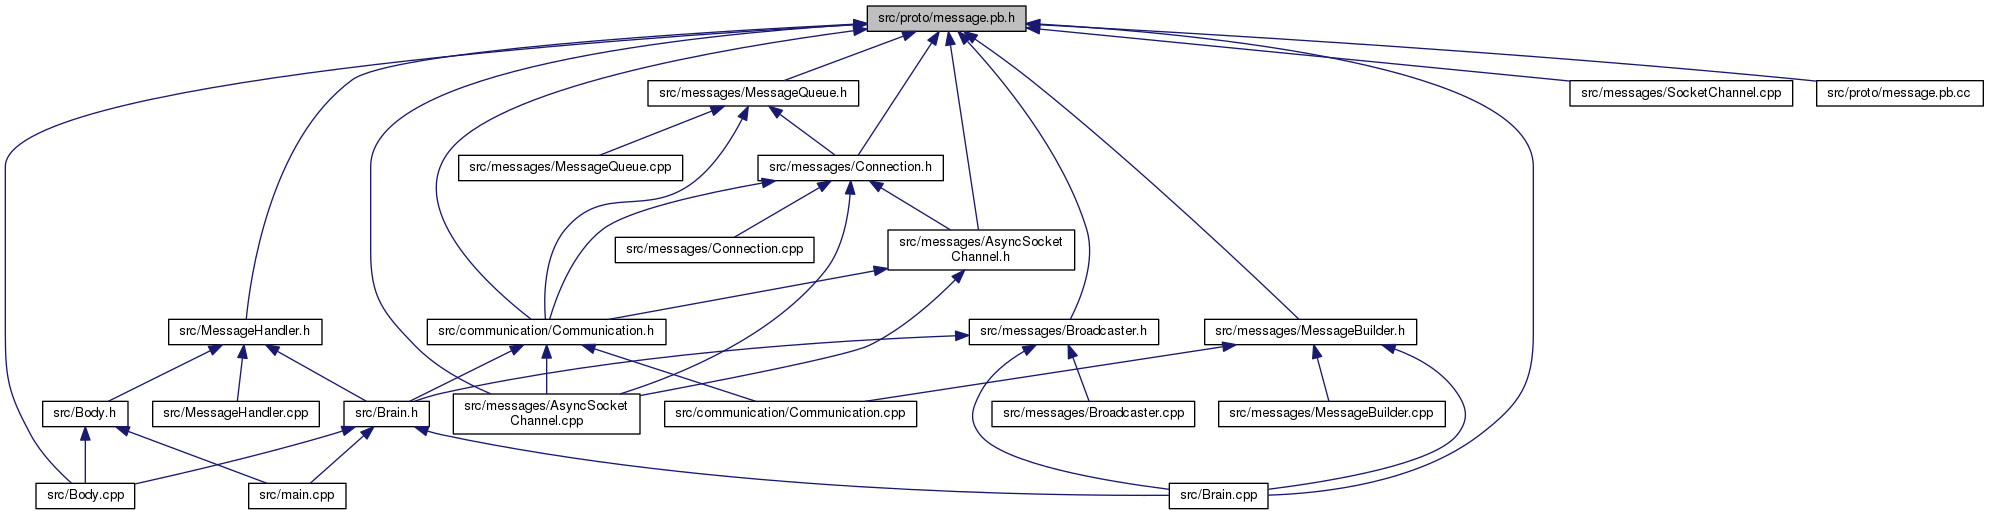 src/proto/message.pb.h
src/messages/MessageQueue.h
src/messages/SocketChannel.cpp
src/proto/message.pb.cc
src/messages/MessageQueue.cpp
src/messages/Connection.h
src/messages/Connection.cpp
src/messages/AsyncSocket
Channel.h
src/MessageHandler.h
src/communication/Communication.h
src/messages/Broadcaster.h
src/messages/MessageBuilder.h
src/Body.h
src/MessageHandler.cpp
src/Brain.h
src/messages/AsyncSocket
Channel.cpp
src/communication/Communication.cpp
src/messages/Broadcaster.cpp
src/messages/MessageBuilder.cpp
src/Body.cpp
src/main.cpp
src/Brain.cpp